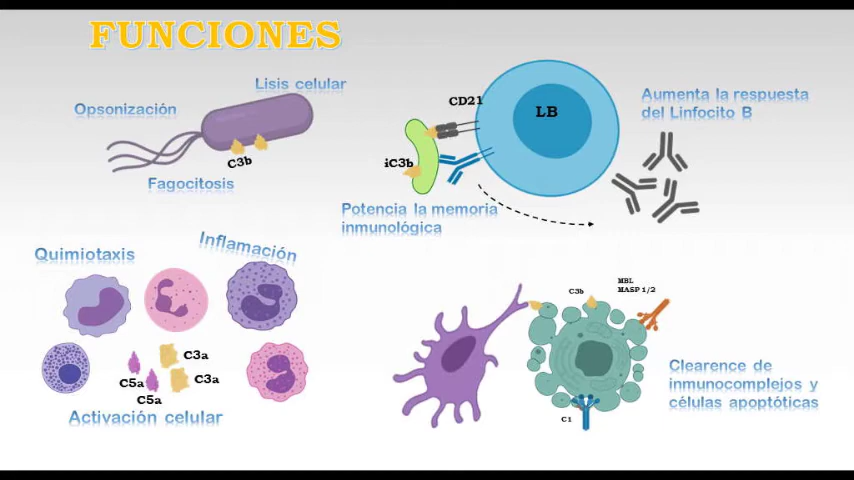 FUNCIONES
Lisis celular
Opsonización
C3b
Fagocitosis
CD21
LB
iC3b
Aumenta la respuesta
del Linfocito B
Potencia la memoria
inmunológica
Quimiotaxis
Inflamación
C3a
C5a
C3a
C5a
Activación celular
C3b
MBL
MASP 1/2
C1
Clearence de
inmunocomplejos y
células apoptóticas